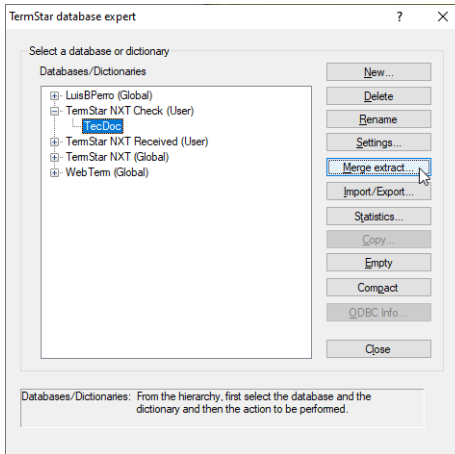 TermStar database expert
Select a database or dictionary
Databases/Dictionaries
LuisBPerro (Global)
TermStar NXT Check (User)
TecDoc
TermStar NXT Received (User)
TermStar NXT (Global)
WebTerm (Global)
New...
Delete
Rename
Settings...
Merge extract...
Import/Export...
Statistics...
Copy...
Empty
Compact
ODBC Info...
Close
Databases/Dictionaries: From the hierarchy, first select the database and the
dictionary and then the action to be performed.